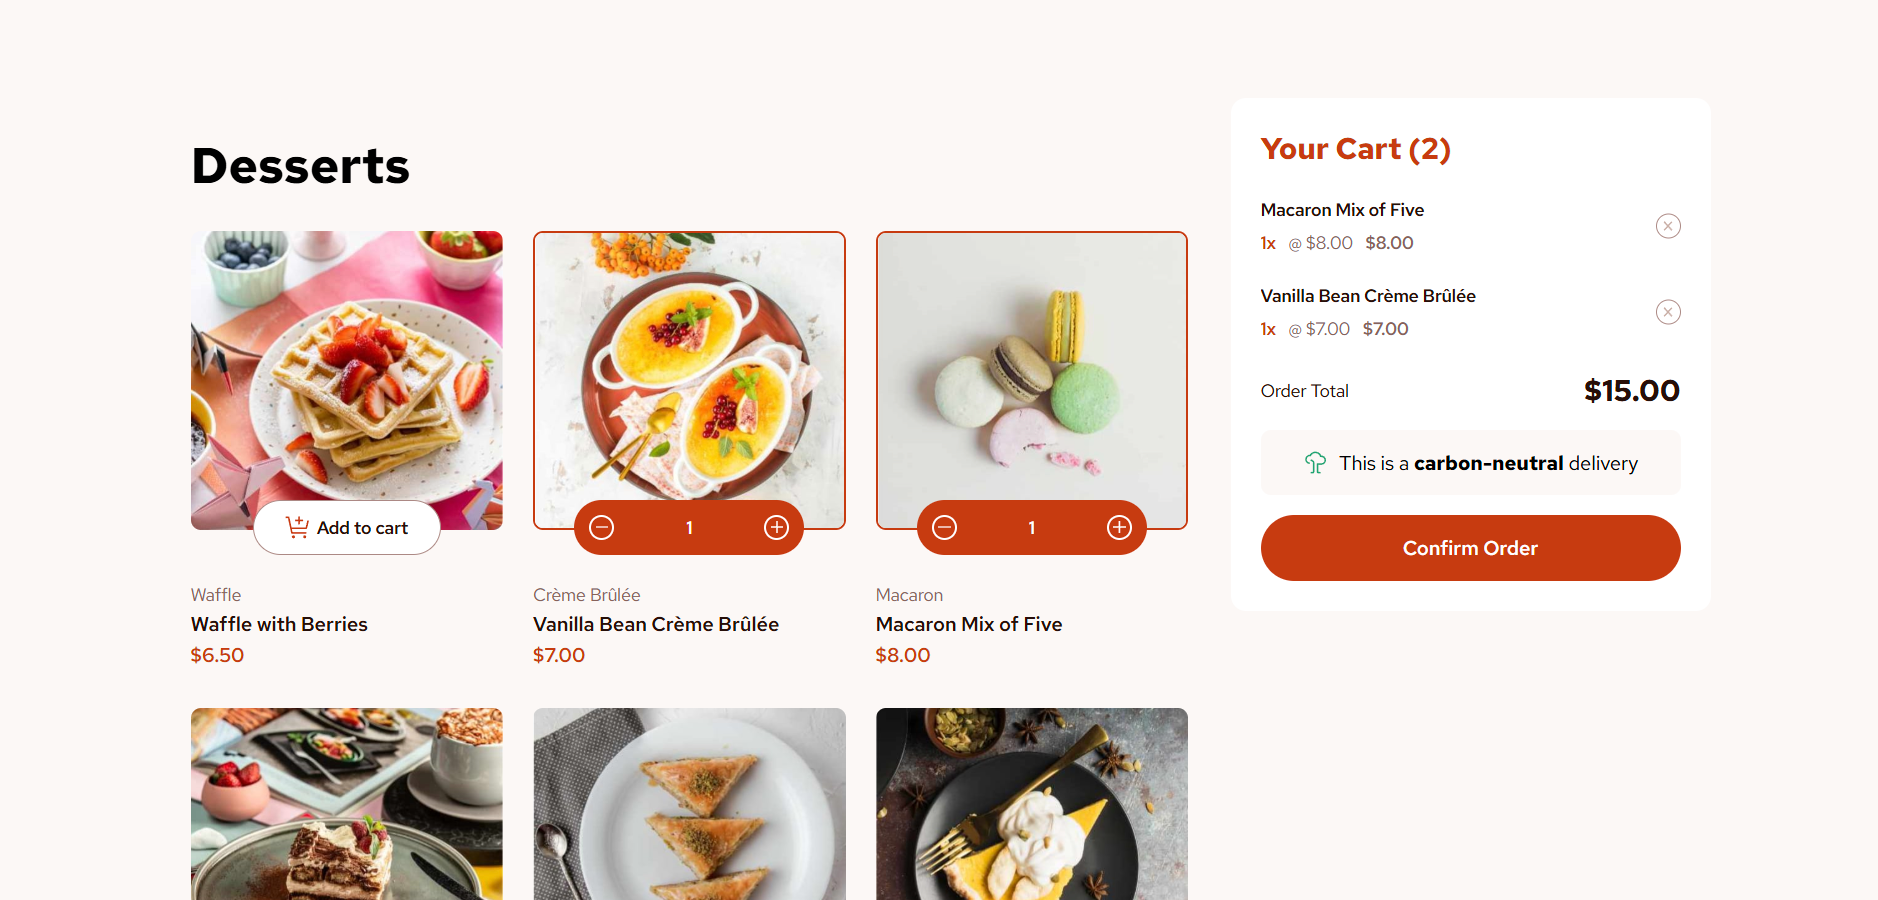 Desserts
Add to cart
Waffle
Waffle with Berries
$6.50
1
Crème Brûlée
Vanilla Bean Crème Brûlée
$7.00
1
Macaron
Macaron Mix of Five
$8.00
Your Cart (2)
Macaron Mix of Five
1x @ $8.00 $8.00
Vanilla Bean Crème Brûlée
1x @ $7.00 $7.00
Order Total $15.00
This is a carbon-neutral delivery
Confirm Order